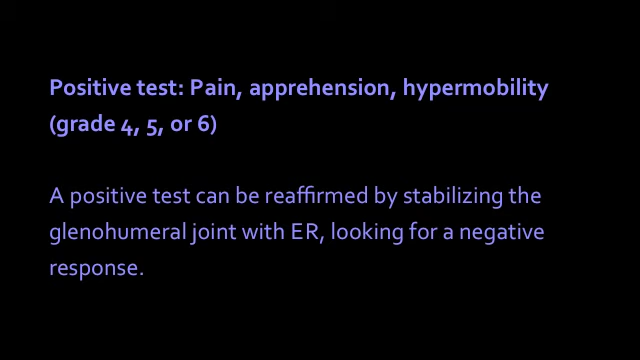 Positive test: Pain, apprehension, hypermobility
(grade 4, 5, or 6)
A positive test can be reaffirmed by stabilizing the
glenohumeral joint with ER, looking for a negative
response.